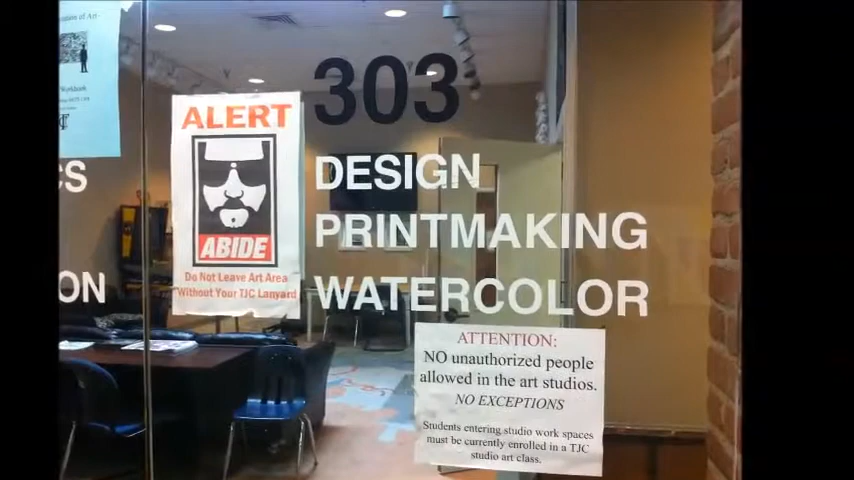 303
ALERT
ABIDE
Do Not Leave Art Area
Without Your TJC Lanyard
DESIGN
PRINTMAKING
WATERCOLOR
ATTENTION:
NO unauthorized people
allowed in the art studios.
NO EXCEPTIONS
Students entering studio work spaces
must be currently enrolled in a TJC
studio art class.